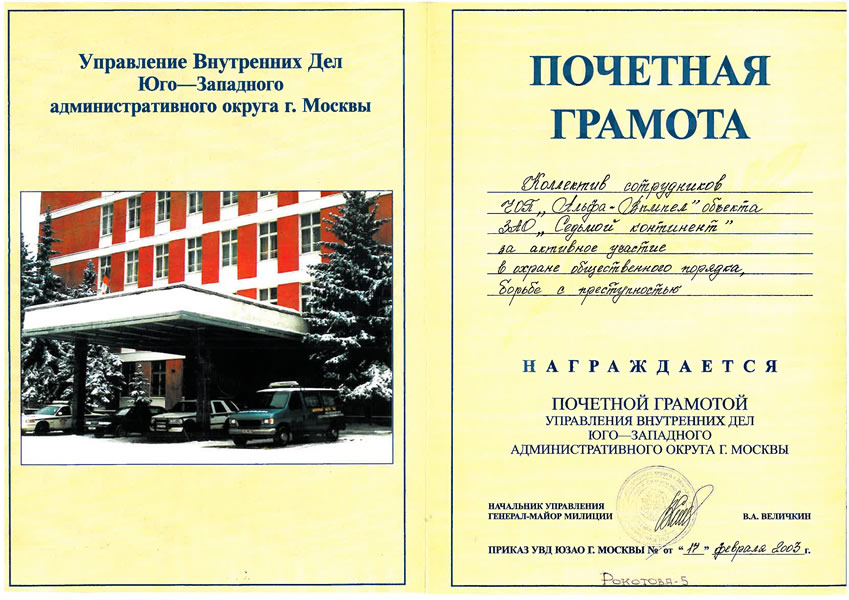 Управление Внутренних Дел
Юго—Западного
административного округа г. Москвы
ПОЧЕТНАЯ
ГРАМОТА
Коллектив сотрудников
ЧОП „Альфа-Вымпел" объекта
ЗАО „Седьмой континент"
за активное участие
в охране общественного порядка,
борьбе с преступностью
НАГРАЖДАЕТСЯ
ПОЧЕТНОЙ ГРАМОТОЙ
УПРАВЛЕНИЯ ВНУТРЕННИХ ДЕЛ
ЮГО—ЗАПАДНОГО
АДМИНИСТРАТИВНОГО ОКРУГА Г. МОСКВЫ
НАЧАЛЬНИК УПРАВЛЕНИЯ
ГЕНЕРАЛ-МАЙОР МИЛИЦИИ В.А. ВЕЛИЧКИН
ПРИКАЗ УВД ЮЗАО Г. МОСКВЫ № от "17" февраля 2003 г.
Рокотова-5